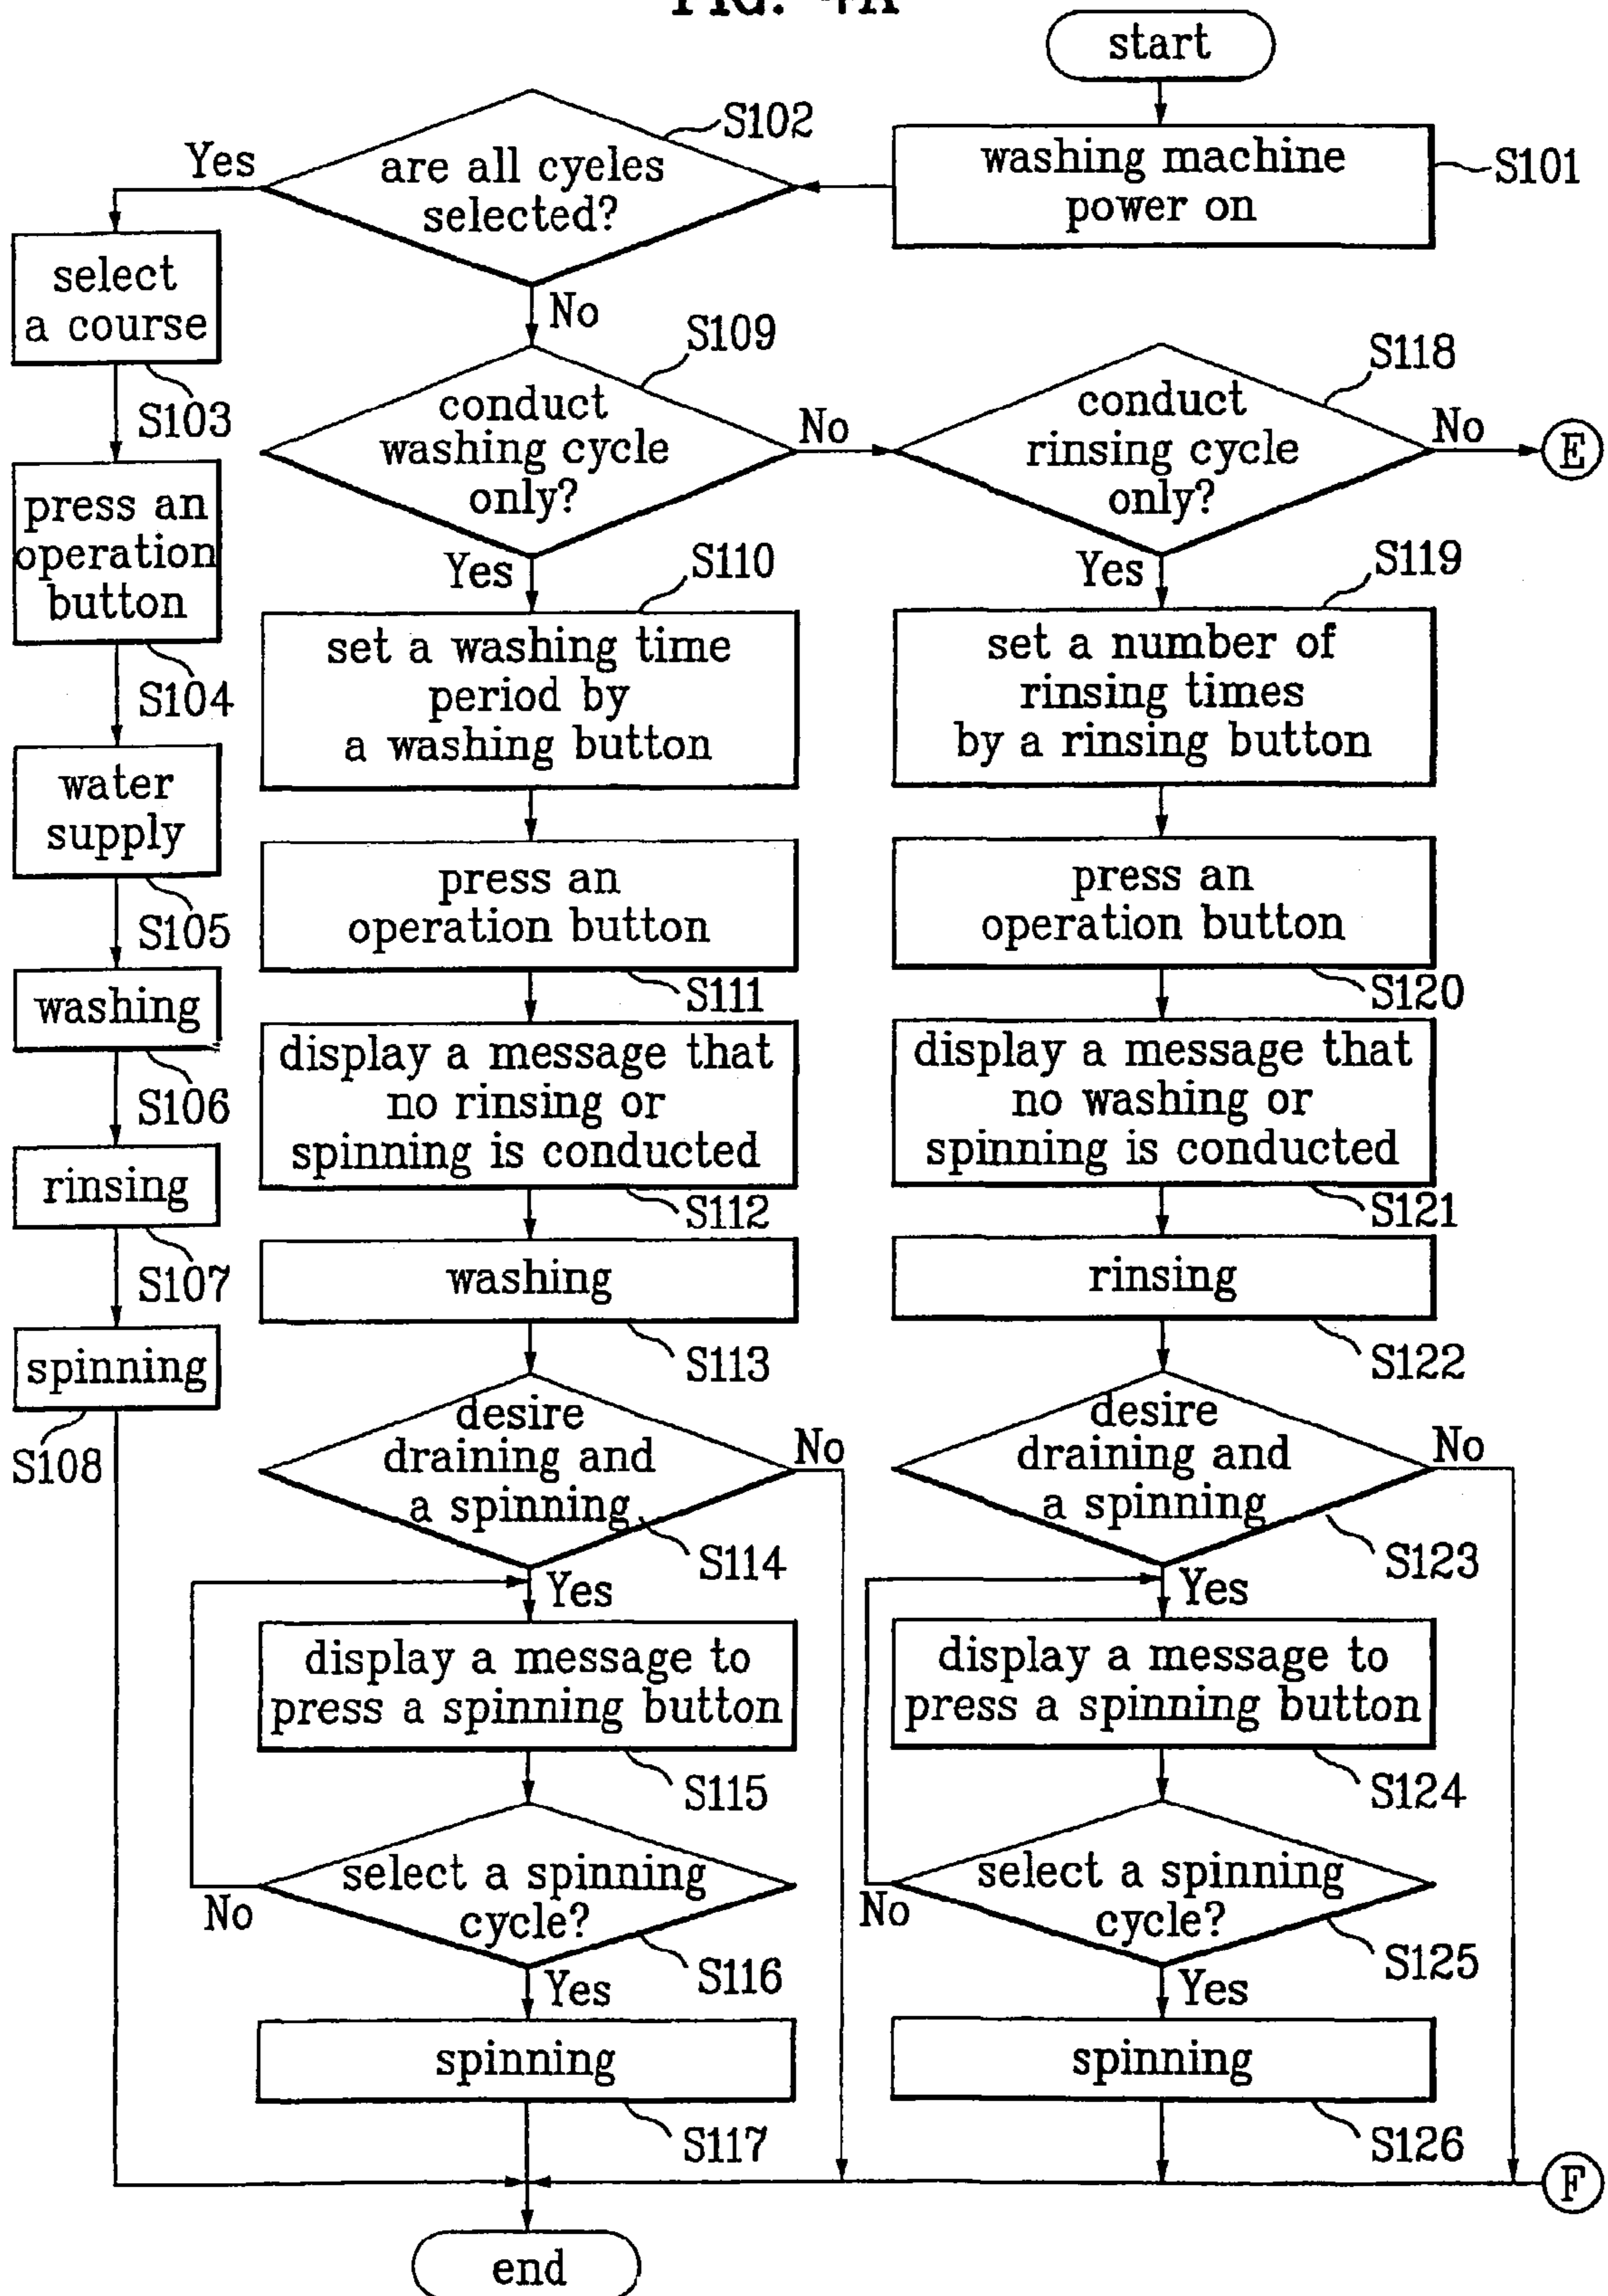 FIG. 4A
start
washing machine
power on
S101
are all cycles
selected?
S102
Yes
No
select
a course
S103
press an
operation
button
S104
water
supply
S105
washing
S106
rinsing
S107
spinning
S108
conduct
washing cycle
only?
S109
No
Yes
set a washing time
period by
a washing button
S110
press an
operation button
S111
display a message that
no rinsing or
spinning is conducted
S112
washing
S113
desire
draining and
a spinning
S114
No
Yes
display a message to
press a spinning button
S115
select a spinning
cycle?
S116
No
Yes
spinning
S117
conduct
rinsing cycle
only?
S118
No
E
Yes
set a number of
rinsing times
by a rinsing button
S119
press an
operation button
S120
display a message that
no washing or
spinning is conducted
S121
rinsing
S122
desire
draining and
a spinning
S123
No
Yes
display a message to
press a spinning button
S124
select a spinning
cycle?
S125
No
Yes
spinning
S126
F
end